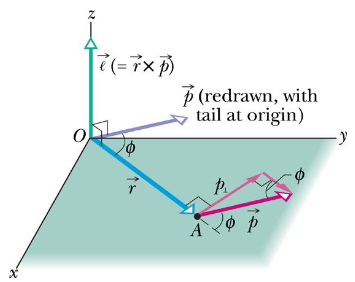 z
ℓ⃗ (= r⃗ × p⃗)
p⃗ (redrawn, with
tail at origin)
O
ϕ
y
r⃗
p⊥
ϕ
A
ϕ
p⃗
x